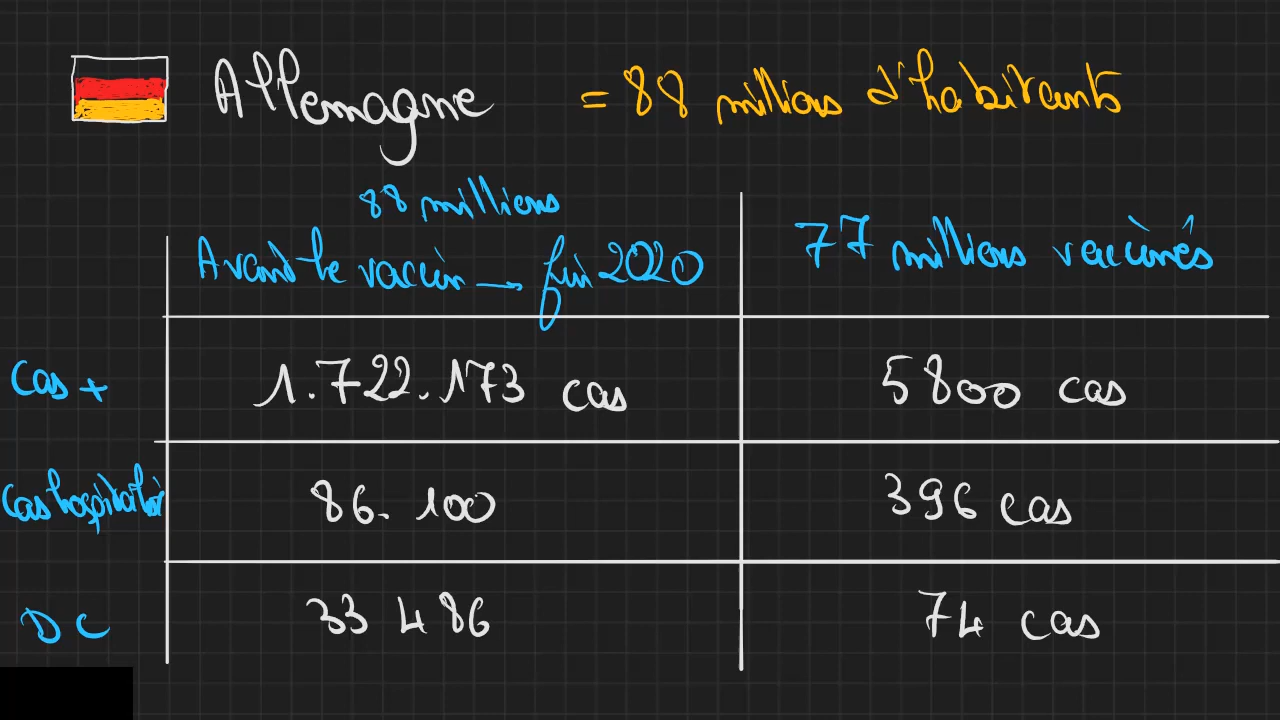 Allemagne = 88 millions d'habitants
88 millions
Avant le vaccin → fin 2020
77 millions vaccinés
Cas + 1.722.173 cas 5800 cas
Cas hospitalisé 86.100 396 cas
DC 33 486 74 cas